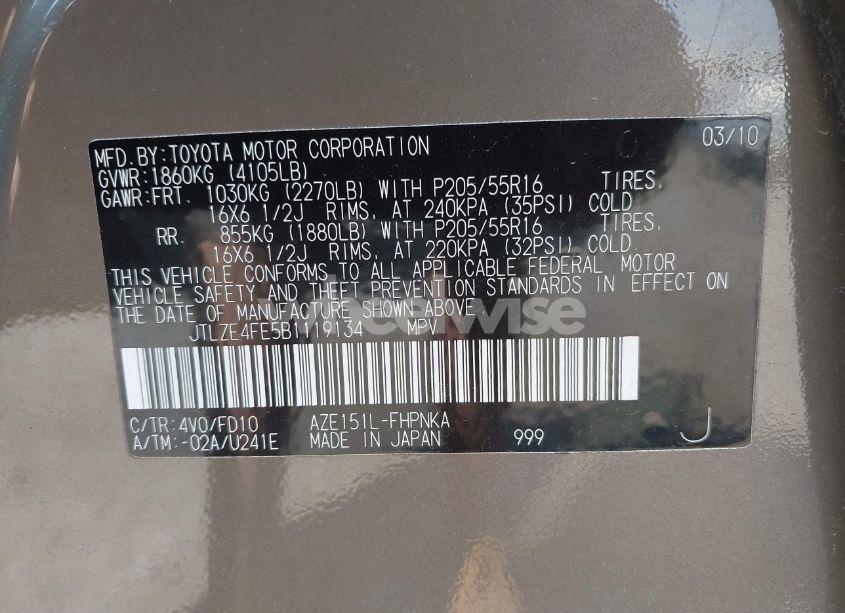 03/10
MFD.BY:TOYOTA MOTOR CORPORATION
GVWR:1860KG (4105LB)
GAWR:FRT. 1030KG (2270LB) WITH P205/55R16 TIRES,
16X6 1/2J RIMS, AT 240KPA (35PSI) COLD
RR. 855KG (1880LB) WITH P205/55R16 TIRES,
16X6 1/2J RIMS, AT 220KPA (32PSI) COLD.
THIS VEHICLE CONFORMS TO ALL APPLICABLE FEDERAL MOTOR
VEHICLE SAFETY AND THEFT PREVENTION STANDARDS IN EFFECT ON
THE DATE OF MANUFACTURE SHOWN ABOVE.
JTLZE4FE5B1119134 MPV
C/TR:4V0/FD10 AZE151L-FHPNKA
A/TM:-02A/U241E MADE IN JAPAN 999 J